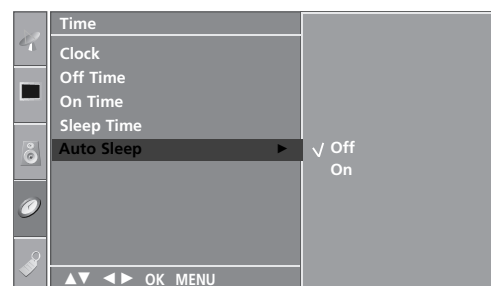 Time
Clock
Off Time
On Time
Sleep Time
Auto Sleep ►
√ Off
On
▲▼ ◄► OK MENU